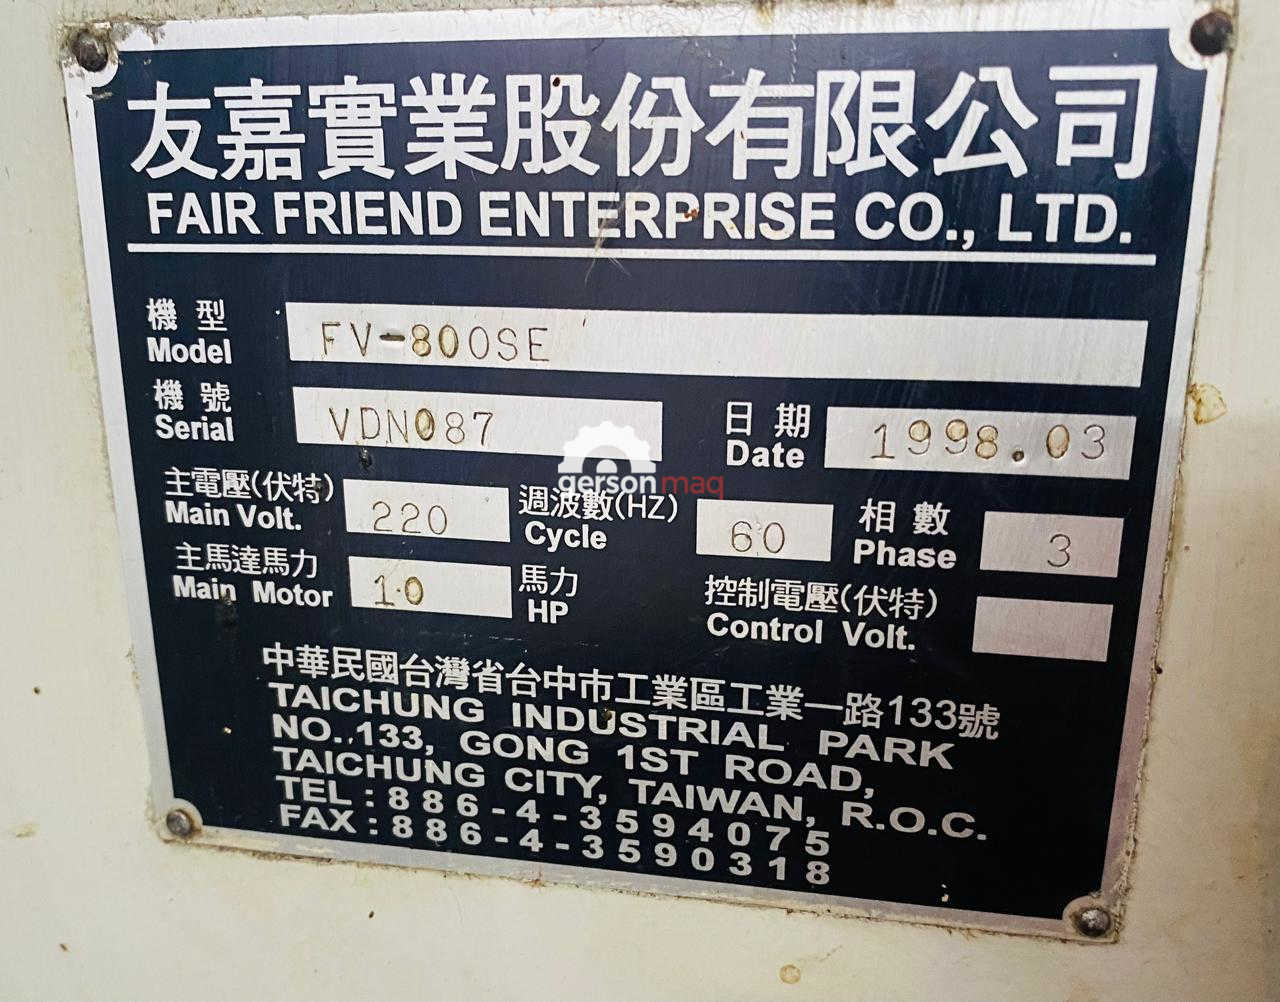 友嘉實業股份有限公司
FAIR FRIEND ENTERPRISE CO., LTD.
機型 FV-800SE
Model
機號 VDN087 日期 1998.03
Serial Date
gersonmaq
主電壓(伏特) 220 週波數(HZ) 60 相數 3
Main Volt. Cycle Phase
主馬達馬力 10 馬力 控制電壓(伏特)
Main Motor HP Control Volt.
中華民國台灣省台中市工業區工業一路133號
TAICHUNG INDUSTRIAL PARK
NO. 133, GONG 1ST ROAD,
TAICHUNG CITY, TAIWAN, R.O.C.
TEL : 886-4-3594075
FAX : 886-4-3590318